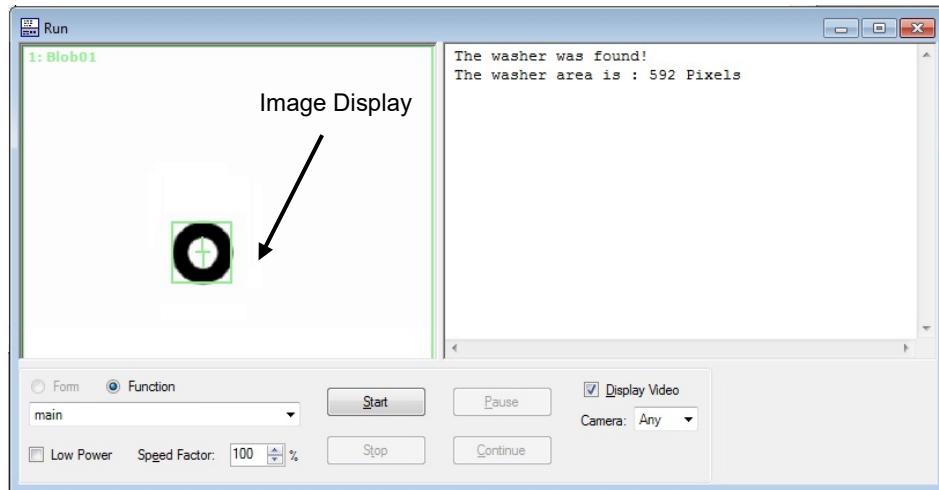 Run
1: Blob01
Image Display
The washer was found!
The washer area is : 592 Pixels
Form Function
main
Start
Pause
Display Video
Camera: Any
Low Power Speed Factor: 100 %
Stop
Continue